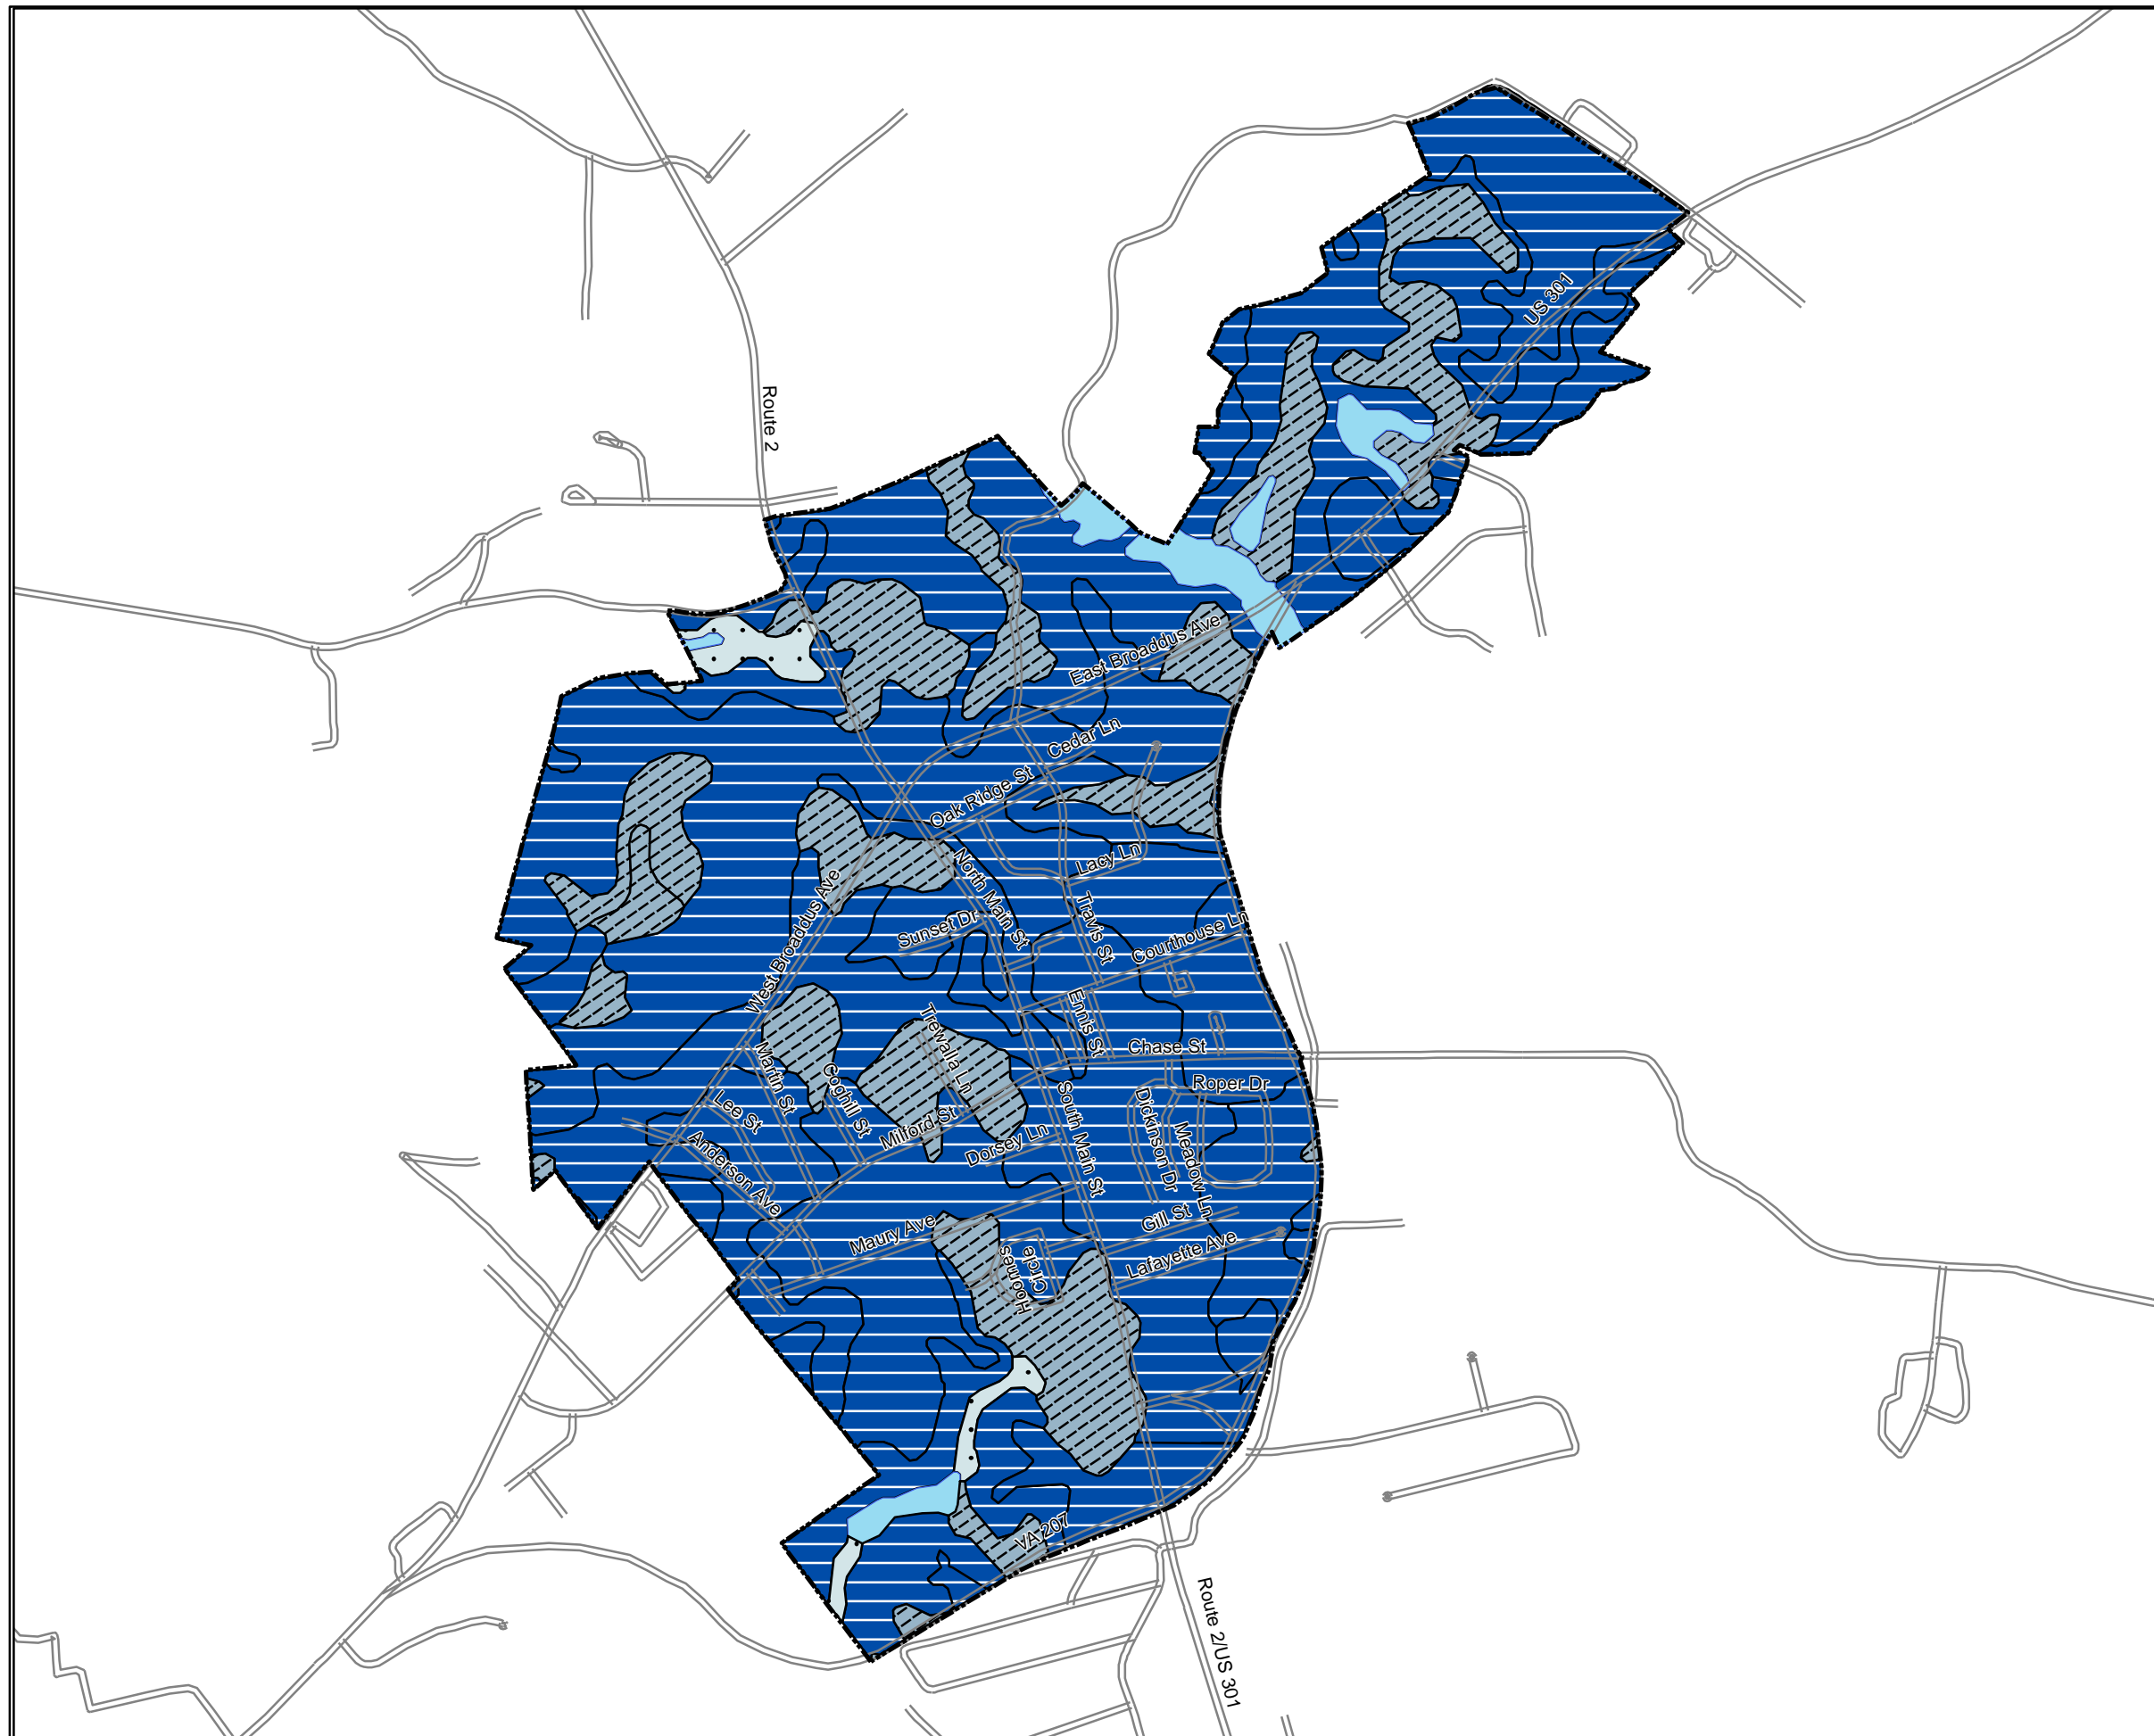 US 301
Route 2
East Broaddus Ave
Cedar Ln
Oak Ridge St
Lacy Ln
North Main St
West Broaddus Ave
Travis St
Sunset Dr
Courthouse Ln
Ennis St
Trewalla Ln
Chase St
Martin St
Coghill St
Roper Dr
Lee St
Milford St
South Main St
Dickinson Dr
Meadow Ln
Anderson Ave
Dorsey Ln
Maury Ave
Gill St
Lafayette Ave
Hoomes
Circle
VA 207
Route 2/US 301